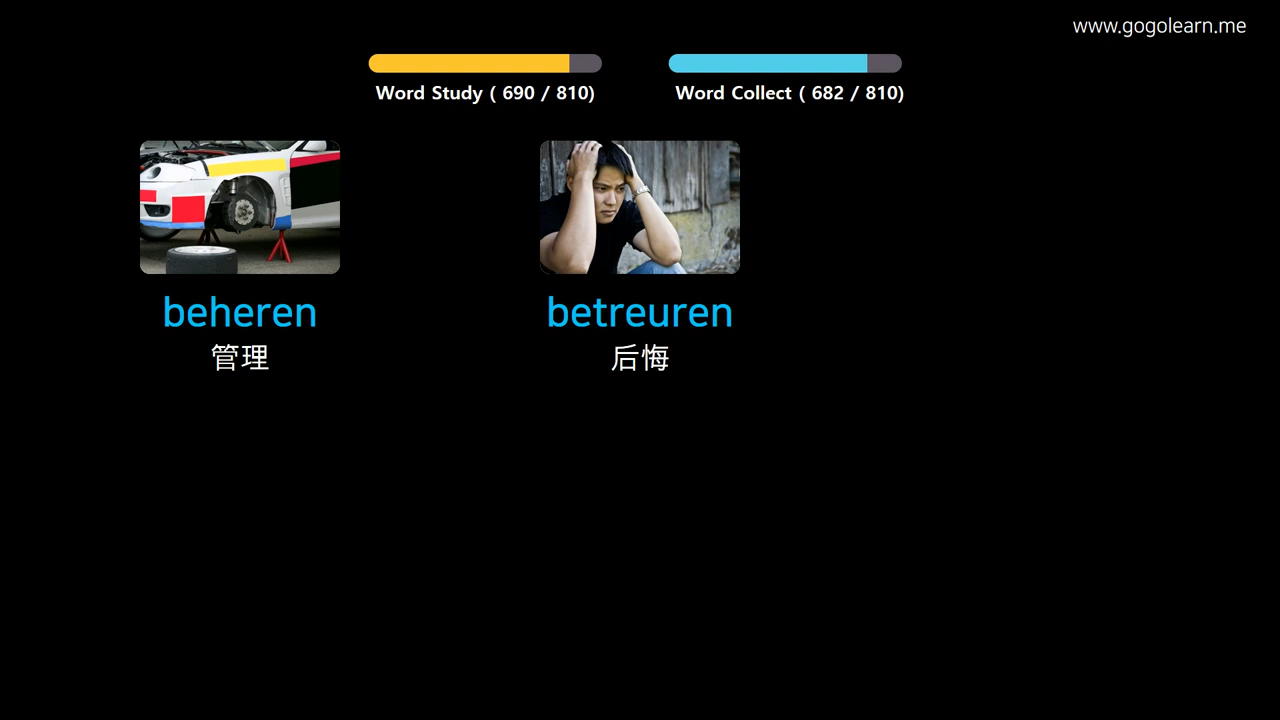 www.gogolearn.me
Word Study ( 690 / 810)
Word Collect ( 682 / 810)
beheren
管理
betreuren
后悔